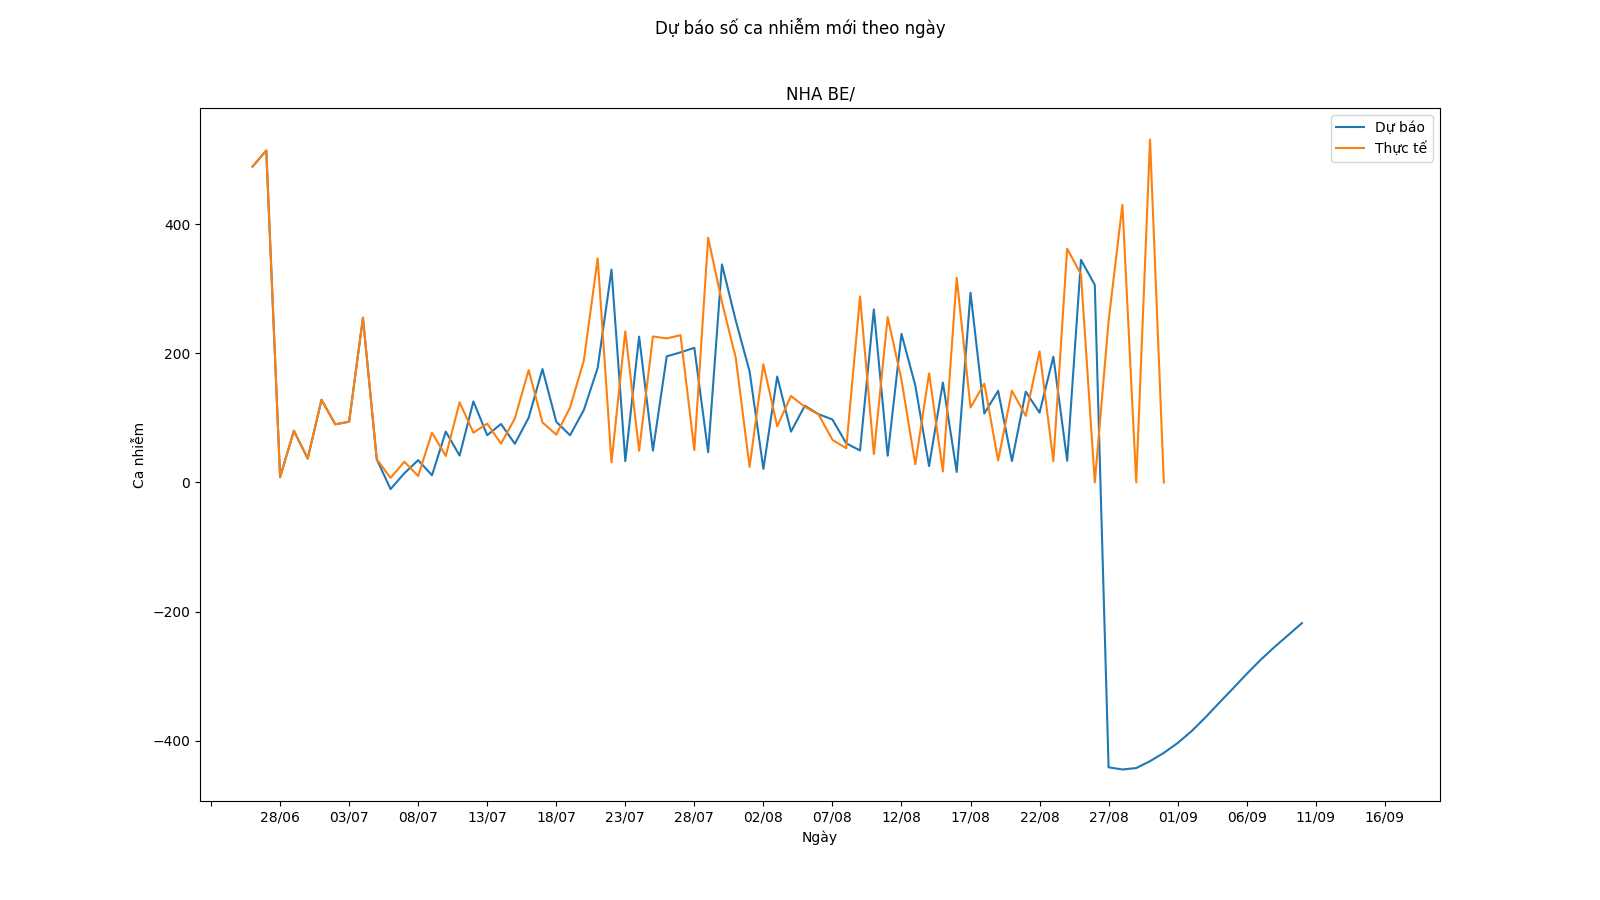 Dự báo số ca nhiễm mới theo ngày
NHA BE/
Dự báo
Thực tế
400
200
0
−200
−400
Ca nhiễm
28/06 03/07 08/07 13/07 18/07 23/07 28/07 02/08 07/08 12/08 17/08 22/08 27/08 01/09 06/09 11/09 16/09
Ngày